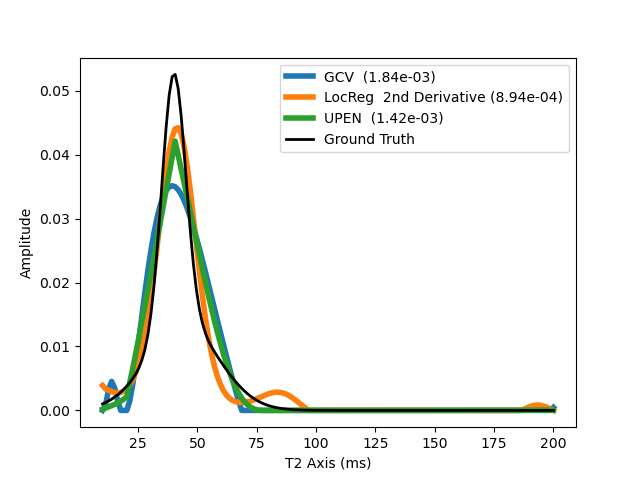 GCV (1.84e-03)
LocReg 2nd Derivative (8.94e-04)
UPEN (1.42e-03)
Ground Truth
0.05
0.04
0.03
0.02
0.01
0.00
Amplitude
25 50 75 100 125 150 175 200
T2 Axis (ms)